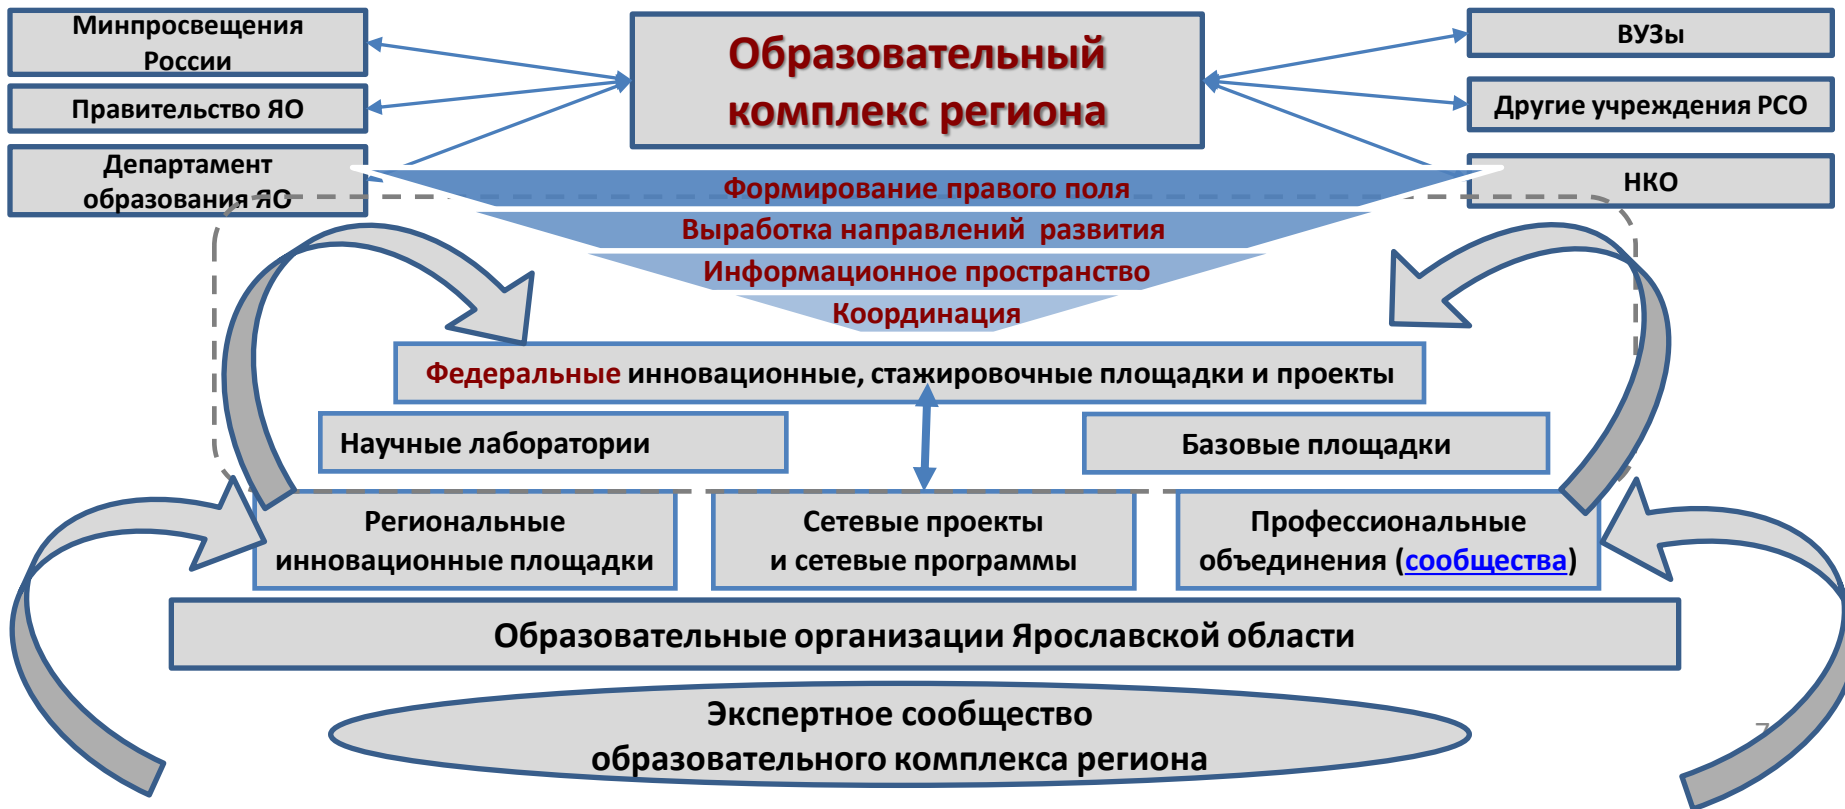 Минпросвещения
России
Правительство ЯО
Департамент
образования ЯО
Образовательный
комплекс региона
ВУЗы
Другие учреждения РСО
НКО
Формирование правого поля
Выработка направлений развития
Информационное пространство
Координация
Федеральные инновационные, стажировочные площадки и проекты
Научные лаборатории
Базовые площадки
Региональные
инновационные площадки
Сетевые проекты
и сетевые программы
Профессиональные
объединения (сообщества)
Образовательные организации Ярославской области
Экспертное сообщество
образовательного комплекса региона
7